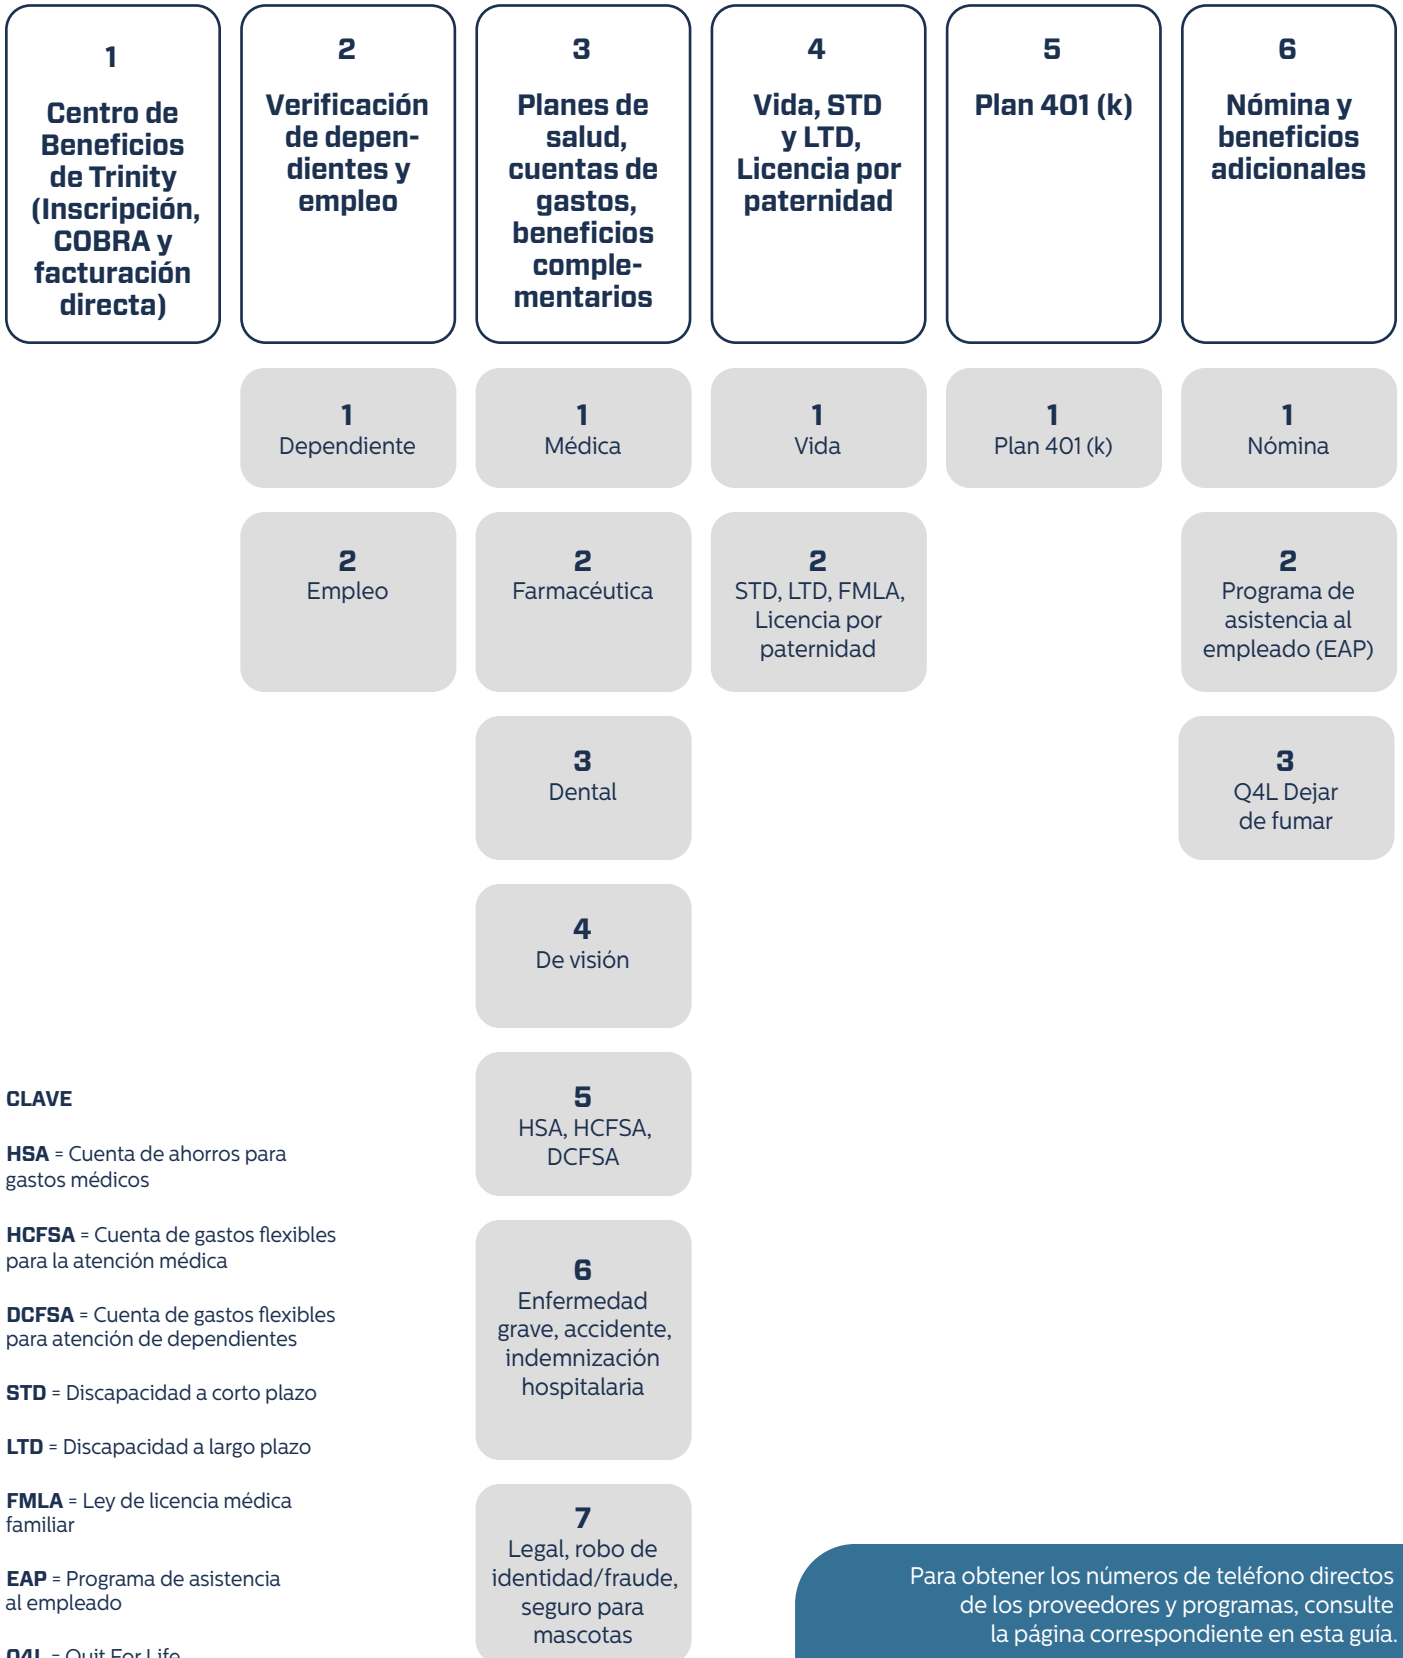 1
Centro de
Beneficios
de Trinity
(Inscripción,
COBRA y
facturación
directa)
2
Verificación
de depen-
dientes y
empleo
3
Planes de
salud,
cuentas de
gastos,
beneficios
comple-
mentarios
4
Vida, STD
y LTD,
Licencia por
paternidad
5
Plan 401 (k)
6
Nómina y
beneficios
adicionales
1
Dependiente
2
Empleo
1
Médica
2
Farmacéutica
3
Dental
4
De visión
5
HSA, HCFSA,
DCFSA
6
Enfermedad
grave, accidente,
indemnización
hospitalaria
7
Legal, robo de
identidad/fraude,
seguro para
mascotas
1
Vida
2
STD, LTD, FMLA,
Licencia por
paternidad
1
Plan 401 (k)
1
Nómina
2
Programa de
asistencia al
empleado (EAP)
3
Q4L Dejar
de fumar
CLAVE
HSA = Cuenta de ahorros para
gastos médicos
HCFSA = Cuenta de gastos flexibles
para la atención médica
DCFSA = Cuenta de gastos flexibles
para atención de dependientes
STD = Discapacidad a corto plazo
LTD = Discapacidad a largo plazo
FMLA = Ley de licencia médica
familiar
EAP = Programa de asistencia
al empleado
Q4L = Quit For Life
Para obtener los números de teléfono directos
de los proveedores y programas, consulte
la página correspondiente en esta guía.